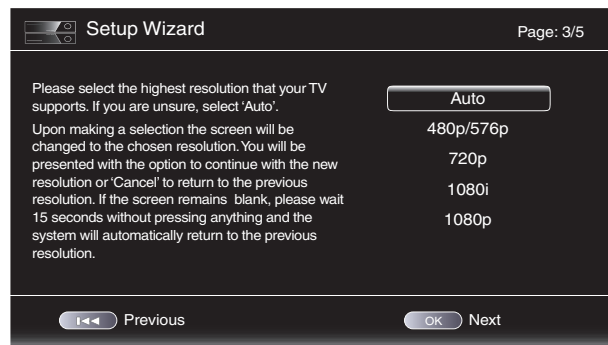 Setup Wizard
Page: 3/5
Please select the highest resolution that your TV
supports. If you are unsure, select ‘Auto’.
Upon making a selection the screen will be
changed to the chosen resolution. You will be
presented with the option to continue with the new
resolution or ‘Cancel’ to return to the previous
resolution. If the screen remains blank, please wait
15 seconds without pressing anything and the
system will automatically return to the previous
resolution.
Auto
480p/576p
720p
1080i
1080p
Previous
OK Next